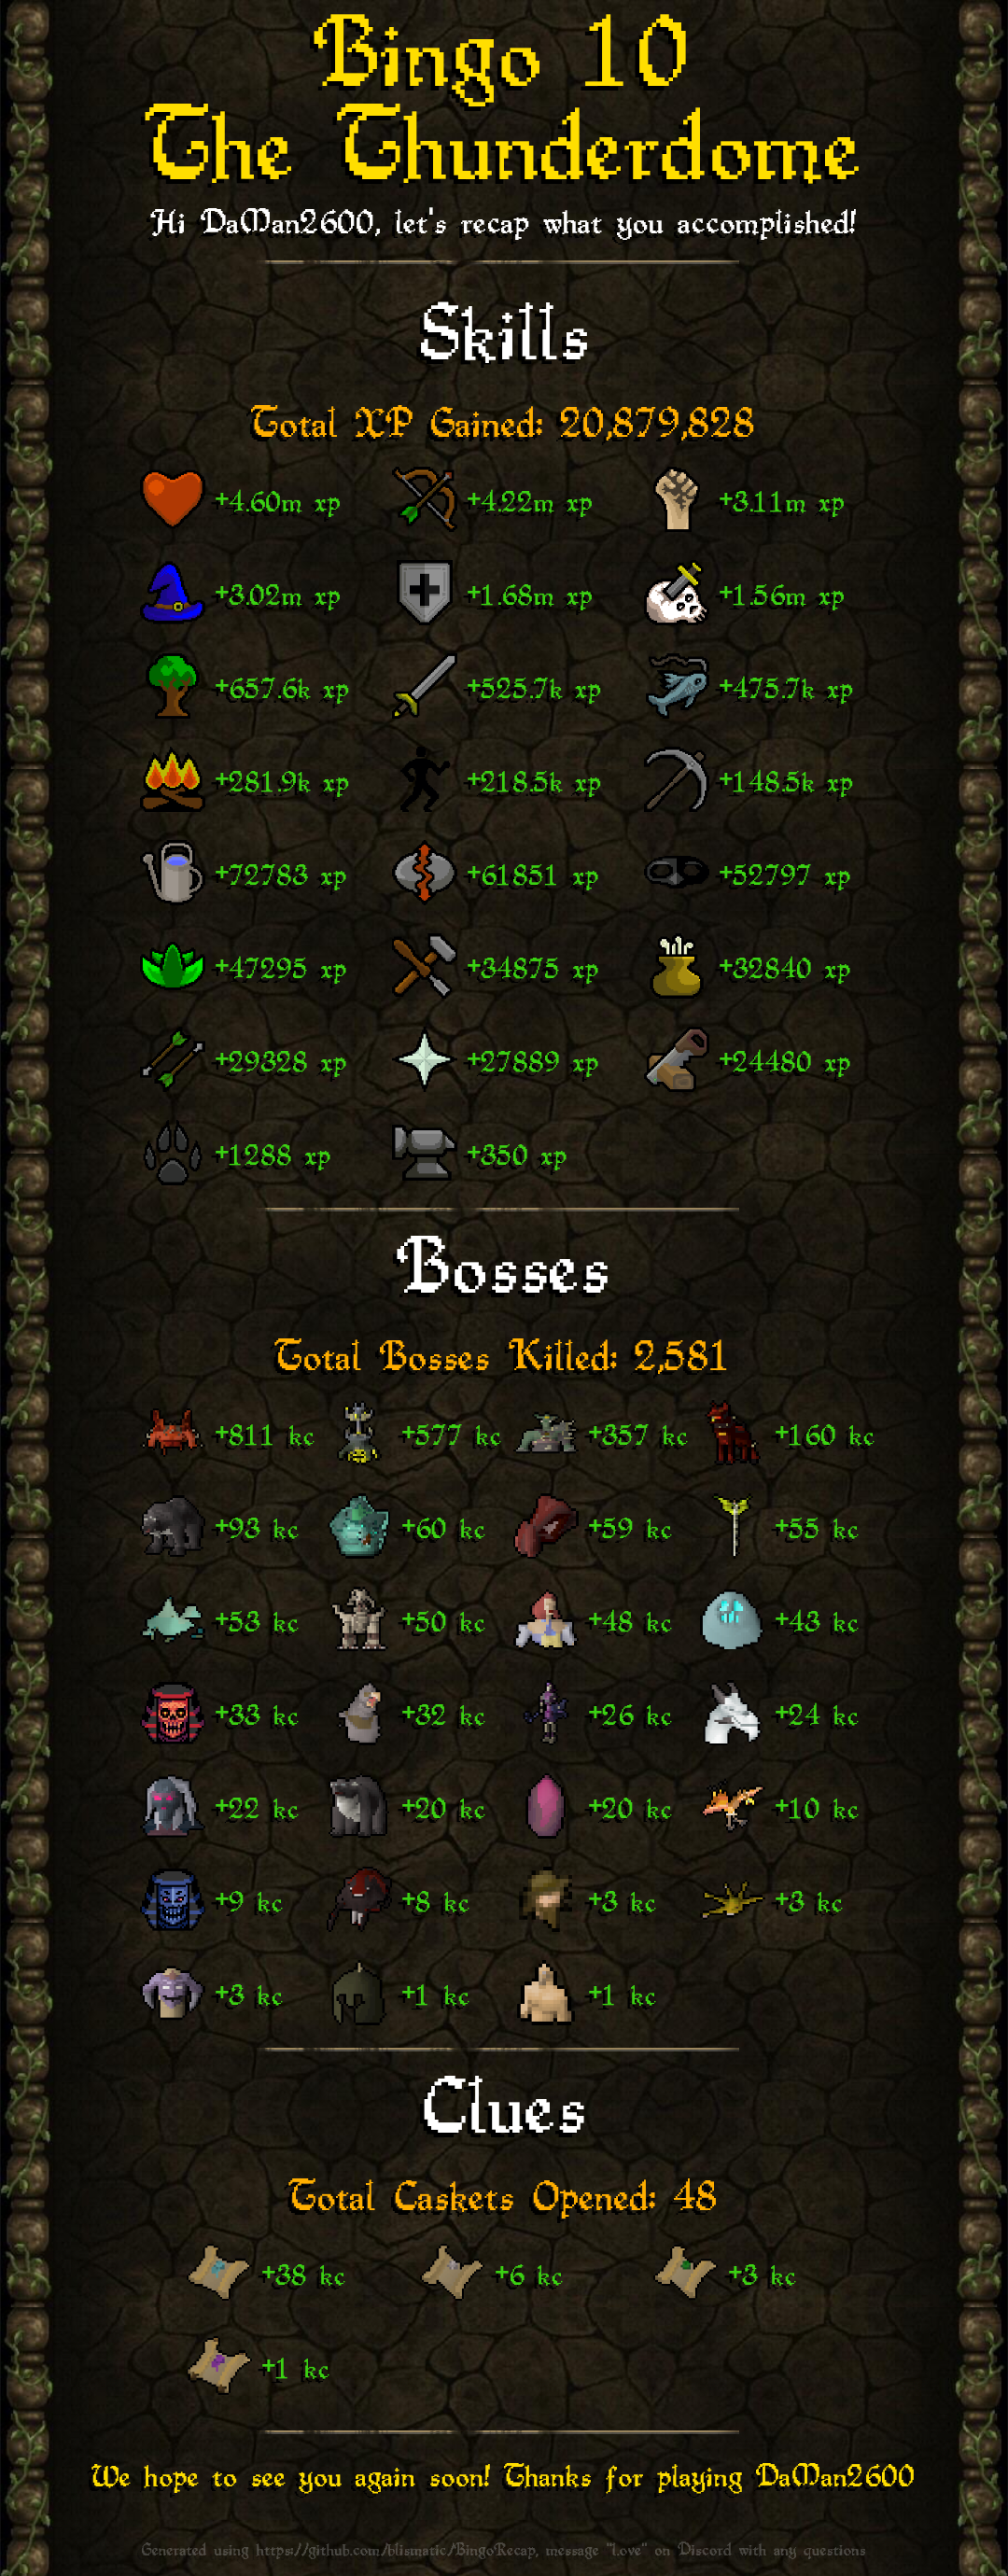 Bingo 10
The Thunderdome
Hi DaMan2600, let's recap what you accomplished!
Skills
Total XP Gained: 20,879,828
+4.60m xp +4.22m xp +3.11m xp
+3.02m xp +1.68m xp +1.56m xp
+657.6k xp +525.7k xp +475.7k xp
+281.9k xp +218.5k xp +148.5k xp
+72783 xp +61851 xp +52797 xp
+47295 xp +34875 xp +32840 xp
+29328 xp +27889 xp +24480 xp
+1288 xp +350 xp
Bosses
Total Bosses Killed: 2,581
+811 kc +577 kc +357 kc +160 kc
+93 kc +60 kc +59 kc +55 kc
+53 kc +50 kc +48 kc +43 kc
+33 kc +32 kc +26 kc +24 kc
+22 kc +20 kc +20 kc +10 kc
+9 kc +8 kc +3 kc +3 kc
+3 kc +1 kc +1 kc
Clues
Total Caskets Opened: 48
+38 kc +6 kc +3 kc
+1 kc
We hope to see you again soon! Thanks for playing DaMan2600
Generated using https://github.com/blismatic/BingoRecap, message "love" on Discord with any questions